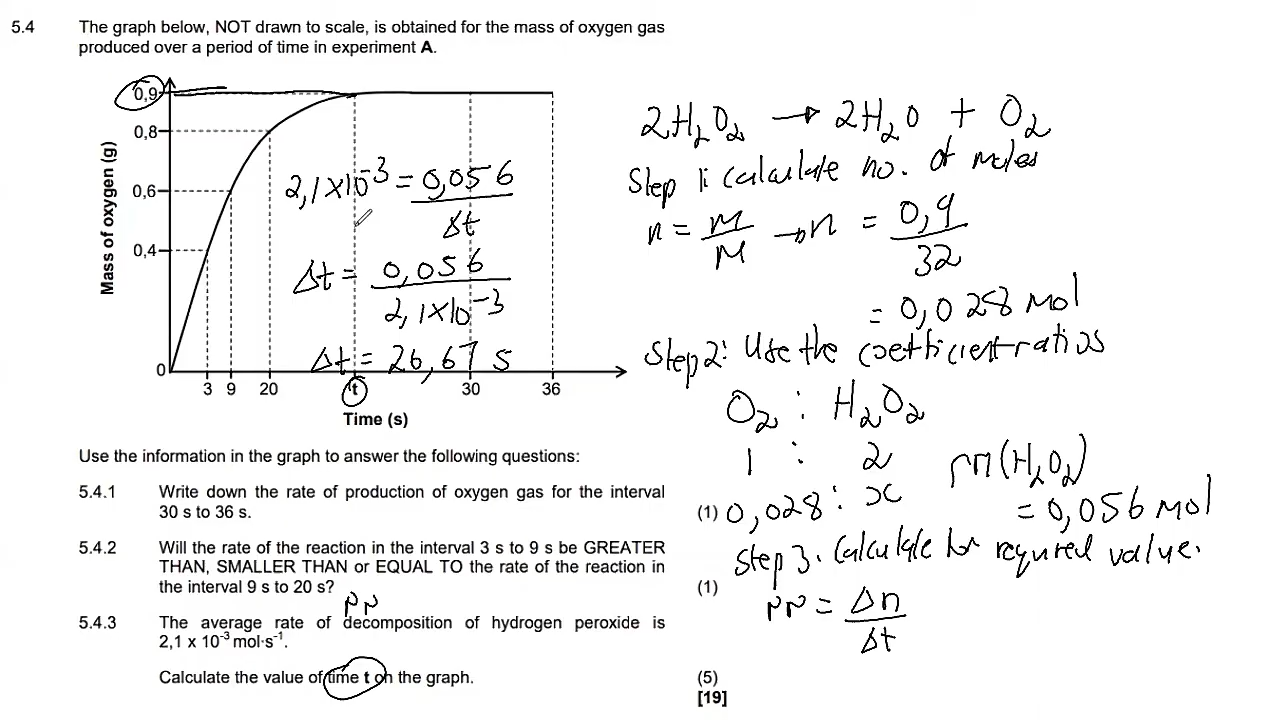 5.4 The graph below, NOT drawn to scale, is obtained for the mass of oxygen gas
produced over a period of time in experiment A.
0,9
0,8
0,6
0,4
0
Mass of oxygen (g)
3 9 20 t 30 36
Time (s)
2,1×10⁻³ = 0,056
Δt
Δt = 0,056
2,1×10⁻³
Δt = 26,67 s
2H₂O₂ → 2H₂O + O₂
Step 1: Calculate no. of moles
n = m/M → n = 0,9/32
= 0,028 mol
Step 2: Use the coefficient ratios
O₂ : H₂O₂
1 : 2
0,028 : x
n(H₂O₂)
= 0,056 mol
Step 3. Calculate for required value.
rr = Δn/Δt
Use the information in the graph to answer the following questions:
5.4.1 Write down the rate of production of oxygen gas for the interval
30 s to 36 s. (1)
5.4.2 Will the rate of the reaction in the interval 3 s to 9 s be GREATER
THAN, SMALLER THAN or EQUAL TO the rate of the reaction in
the interval 9 s to 20 s? (1)
rr
5.4.3 The average rate of decomposition of hydrogen peroxide is
2,1 x 10⁻³ mol·s⁻¹.
Calculate the value of time t on the graph. (5)
[19]